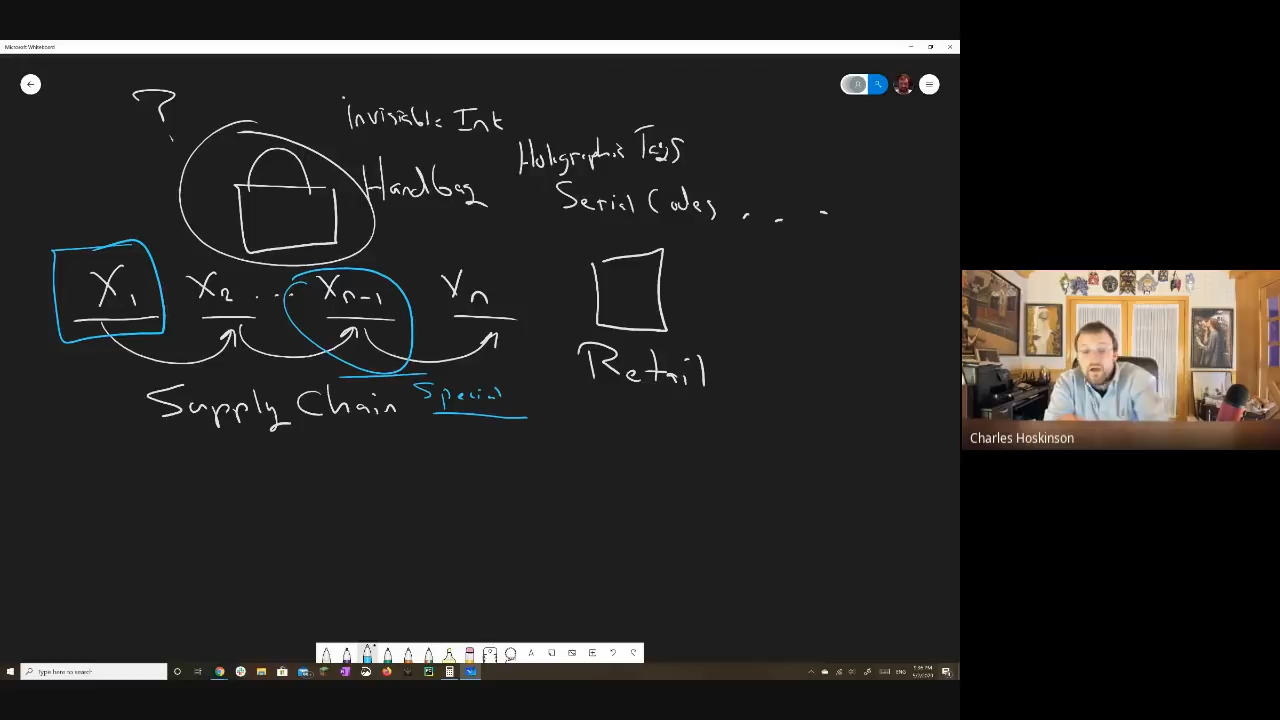 Microsoft Whiteboard
?
Invisible Ink
Holographic Tags
Handbag
Serial Codes . . .
X1 X2 ... Xn-1 Xn
Special
Supply Chain
Retail
Charles Hoskinson
Type here to search
ENG